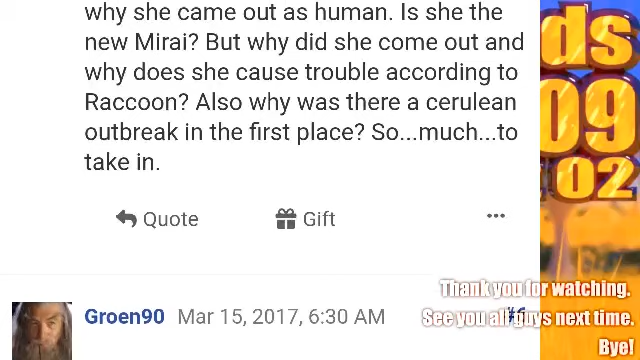 why she came out as human. Is she the
new Mirai? But why did she come out and
why does she cause trouble according to
Raccoon? Also why was there a cerulean
outbreak in the first place? So...much...to
take in.
Quote
Gift
...
Groen90 Mar 15, 2017, 6:30 AM
ds
09
02
Thank you for watching.
See you all guys next time.
Bye!